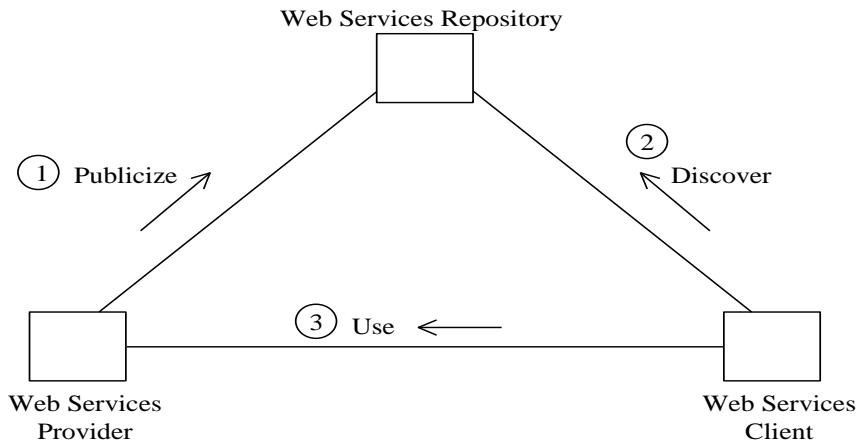 Web Services Repository
1 Publicize
2
Discover
3 Use
Web Services
Provider
Web Services
Client